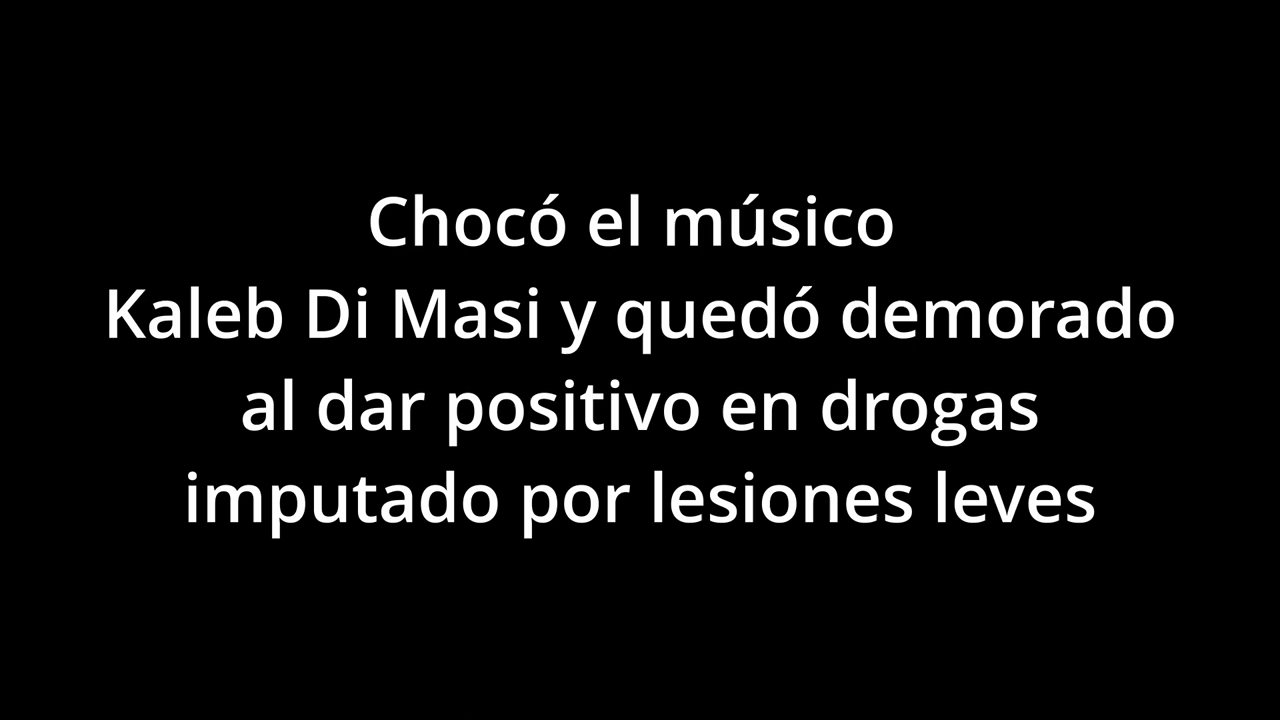 Chocó el músico
Kaleb Di Masi y quedó demorado
al dar positivo en drogas
imputado por lesiones leves